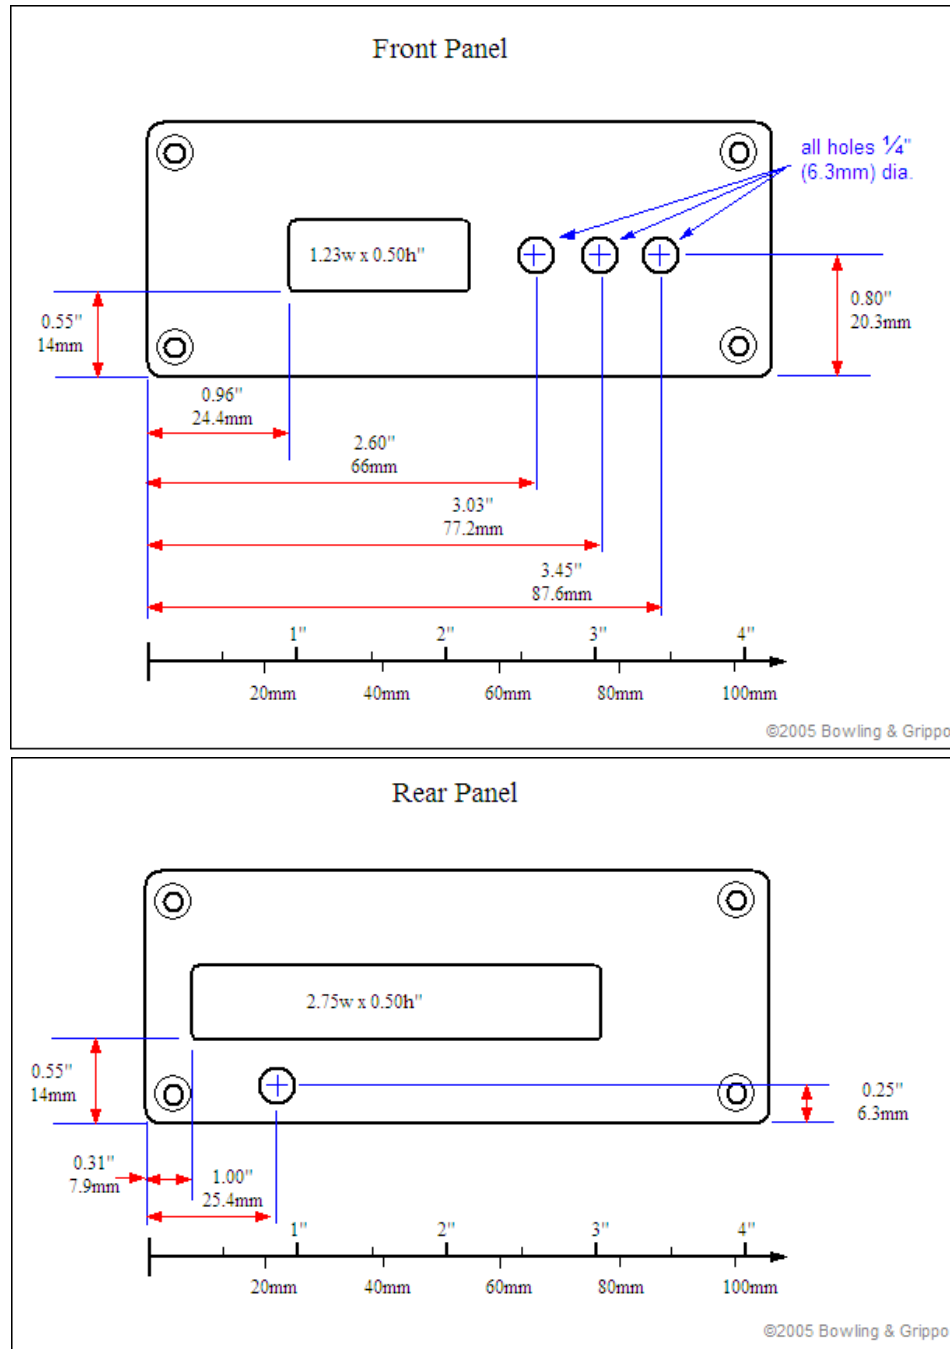 Front Panel
all holes ¼"
(6.3mm) dia.
1.23w x 0.50h"
0.55"
14mm
0.80"
20.3mm
0.96"
24.4mm
2.60"
66mm
3.03"
77.2mm
3.45"
87.6mm
1" 2" 3" 4"
20mm 40mm 60mm 80mm 100mm
©2005 Bowling & Grippo
Rear Panel
2.75w x 0.50h"
0.55"
14mm
0.25"
6.3mm
0.31"
7.9mm
1.00"
25.4mm
1" 2" 3" 4"
20mm 40mm 60mm 80mm 100mm
©2005 Bowling & Grippo